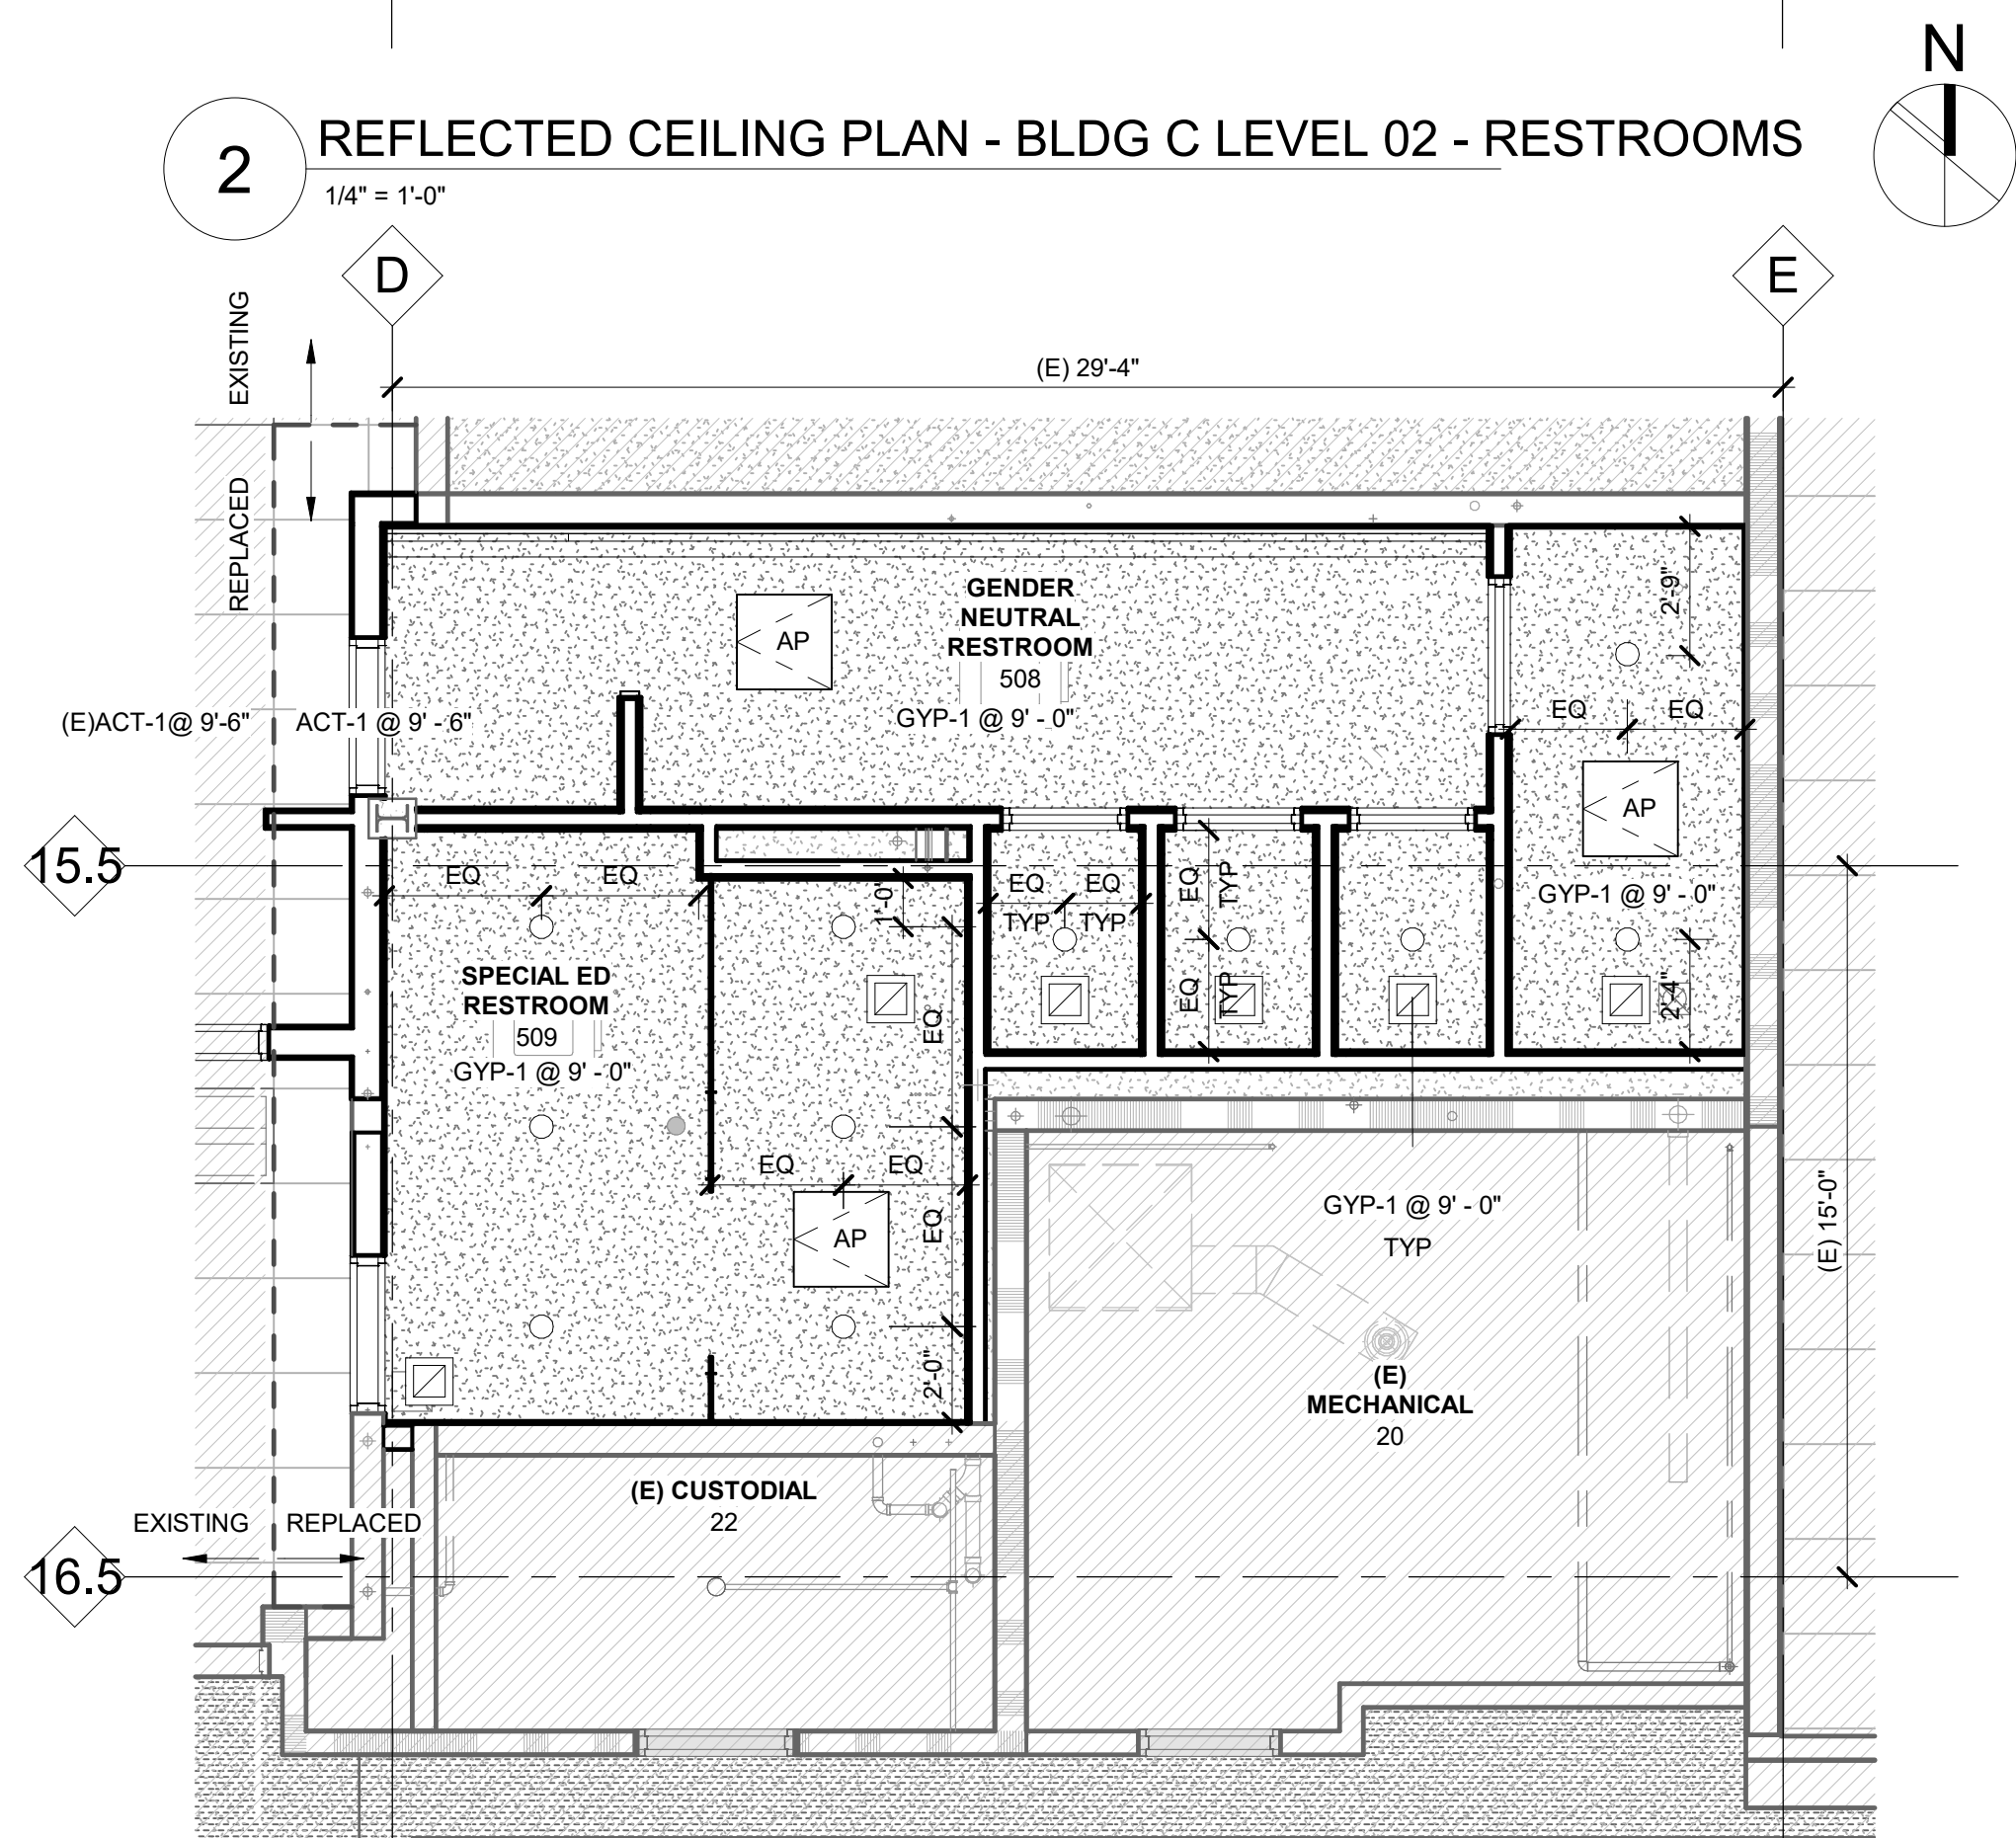 N
2
REFLECTED CEILING PLAN - BLDG C LEVEL 02 - RESTROOMS
1/4" = 1'-0"
D
E
EXISTING
REPLACED
(E) 29'-4"
GENDER
NEUTRAL
RESTROOM
508
GYP-1 @ 9' - 0"
AP
2'-9"
EQ
EQ
(E)ACT-1@ 9'-6"
ACT-1 @ 9' - 6"
AP
GYP-1 @ 9' - 0"
2'-4"
15.5
EQ
EQ
1'-0"
EQ
EQ
TYP
TYP
EQ
TYP
EQ
TYP
SPECIAL ED
RESTROOM
509
GYP-1 @ 9' - 0"
EQ
EQ
EQ
AP
EQ
2'-0"
GYP-1 @ 9' - 0"
TYP
(E) 15'-0"
(E)
MECHANICAL
20
(E) CUSTODIAL
22
EXISTING
REPLACED
16.5